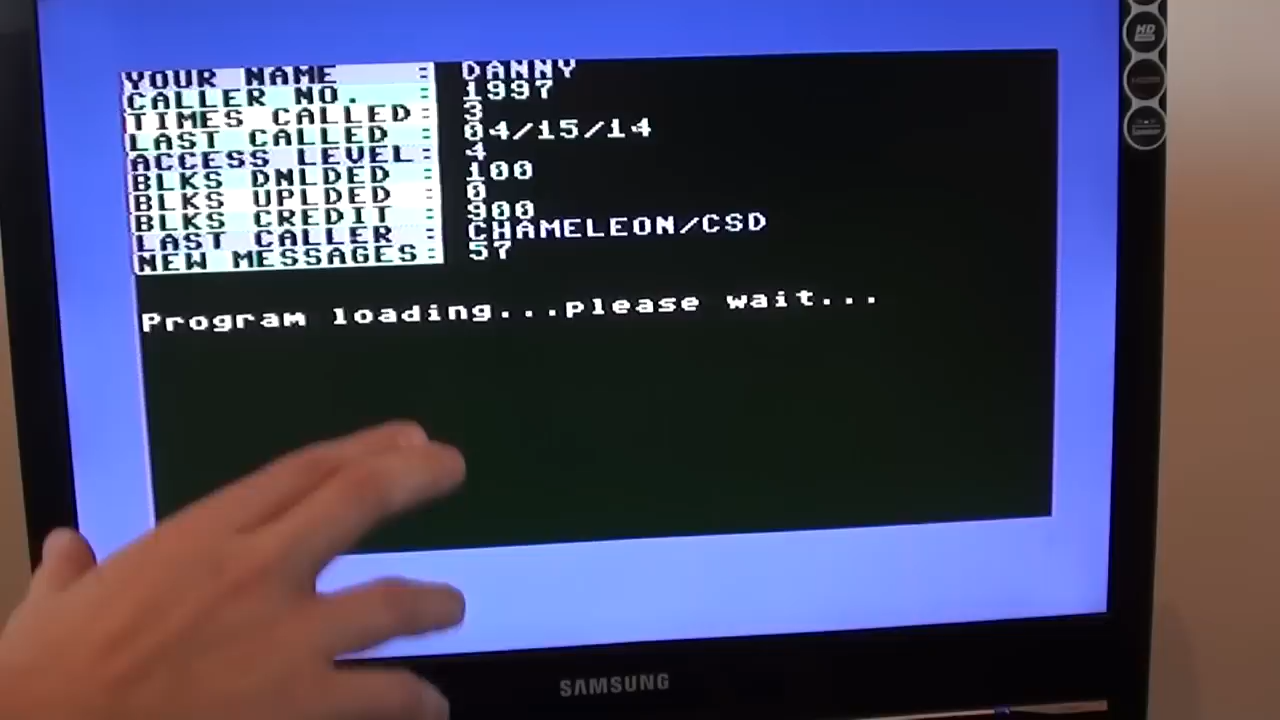 YOUR NAME : DANNY
CALLER NO. : 1997
TIMES CALLED: 3
LAST CALLED : 04/15/14
ACCESS LEVEL: 4
BLKS DNLDED : 100
BLKS UPLDED : 0
BLKS CREDIT : 900
LAST CALLER : CHAMELEON/CSD
NEW MESSAGES: 57
Program loading...please wait...
HD
SAMSUNG